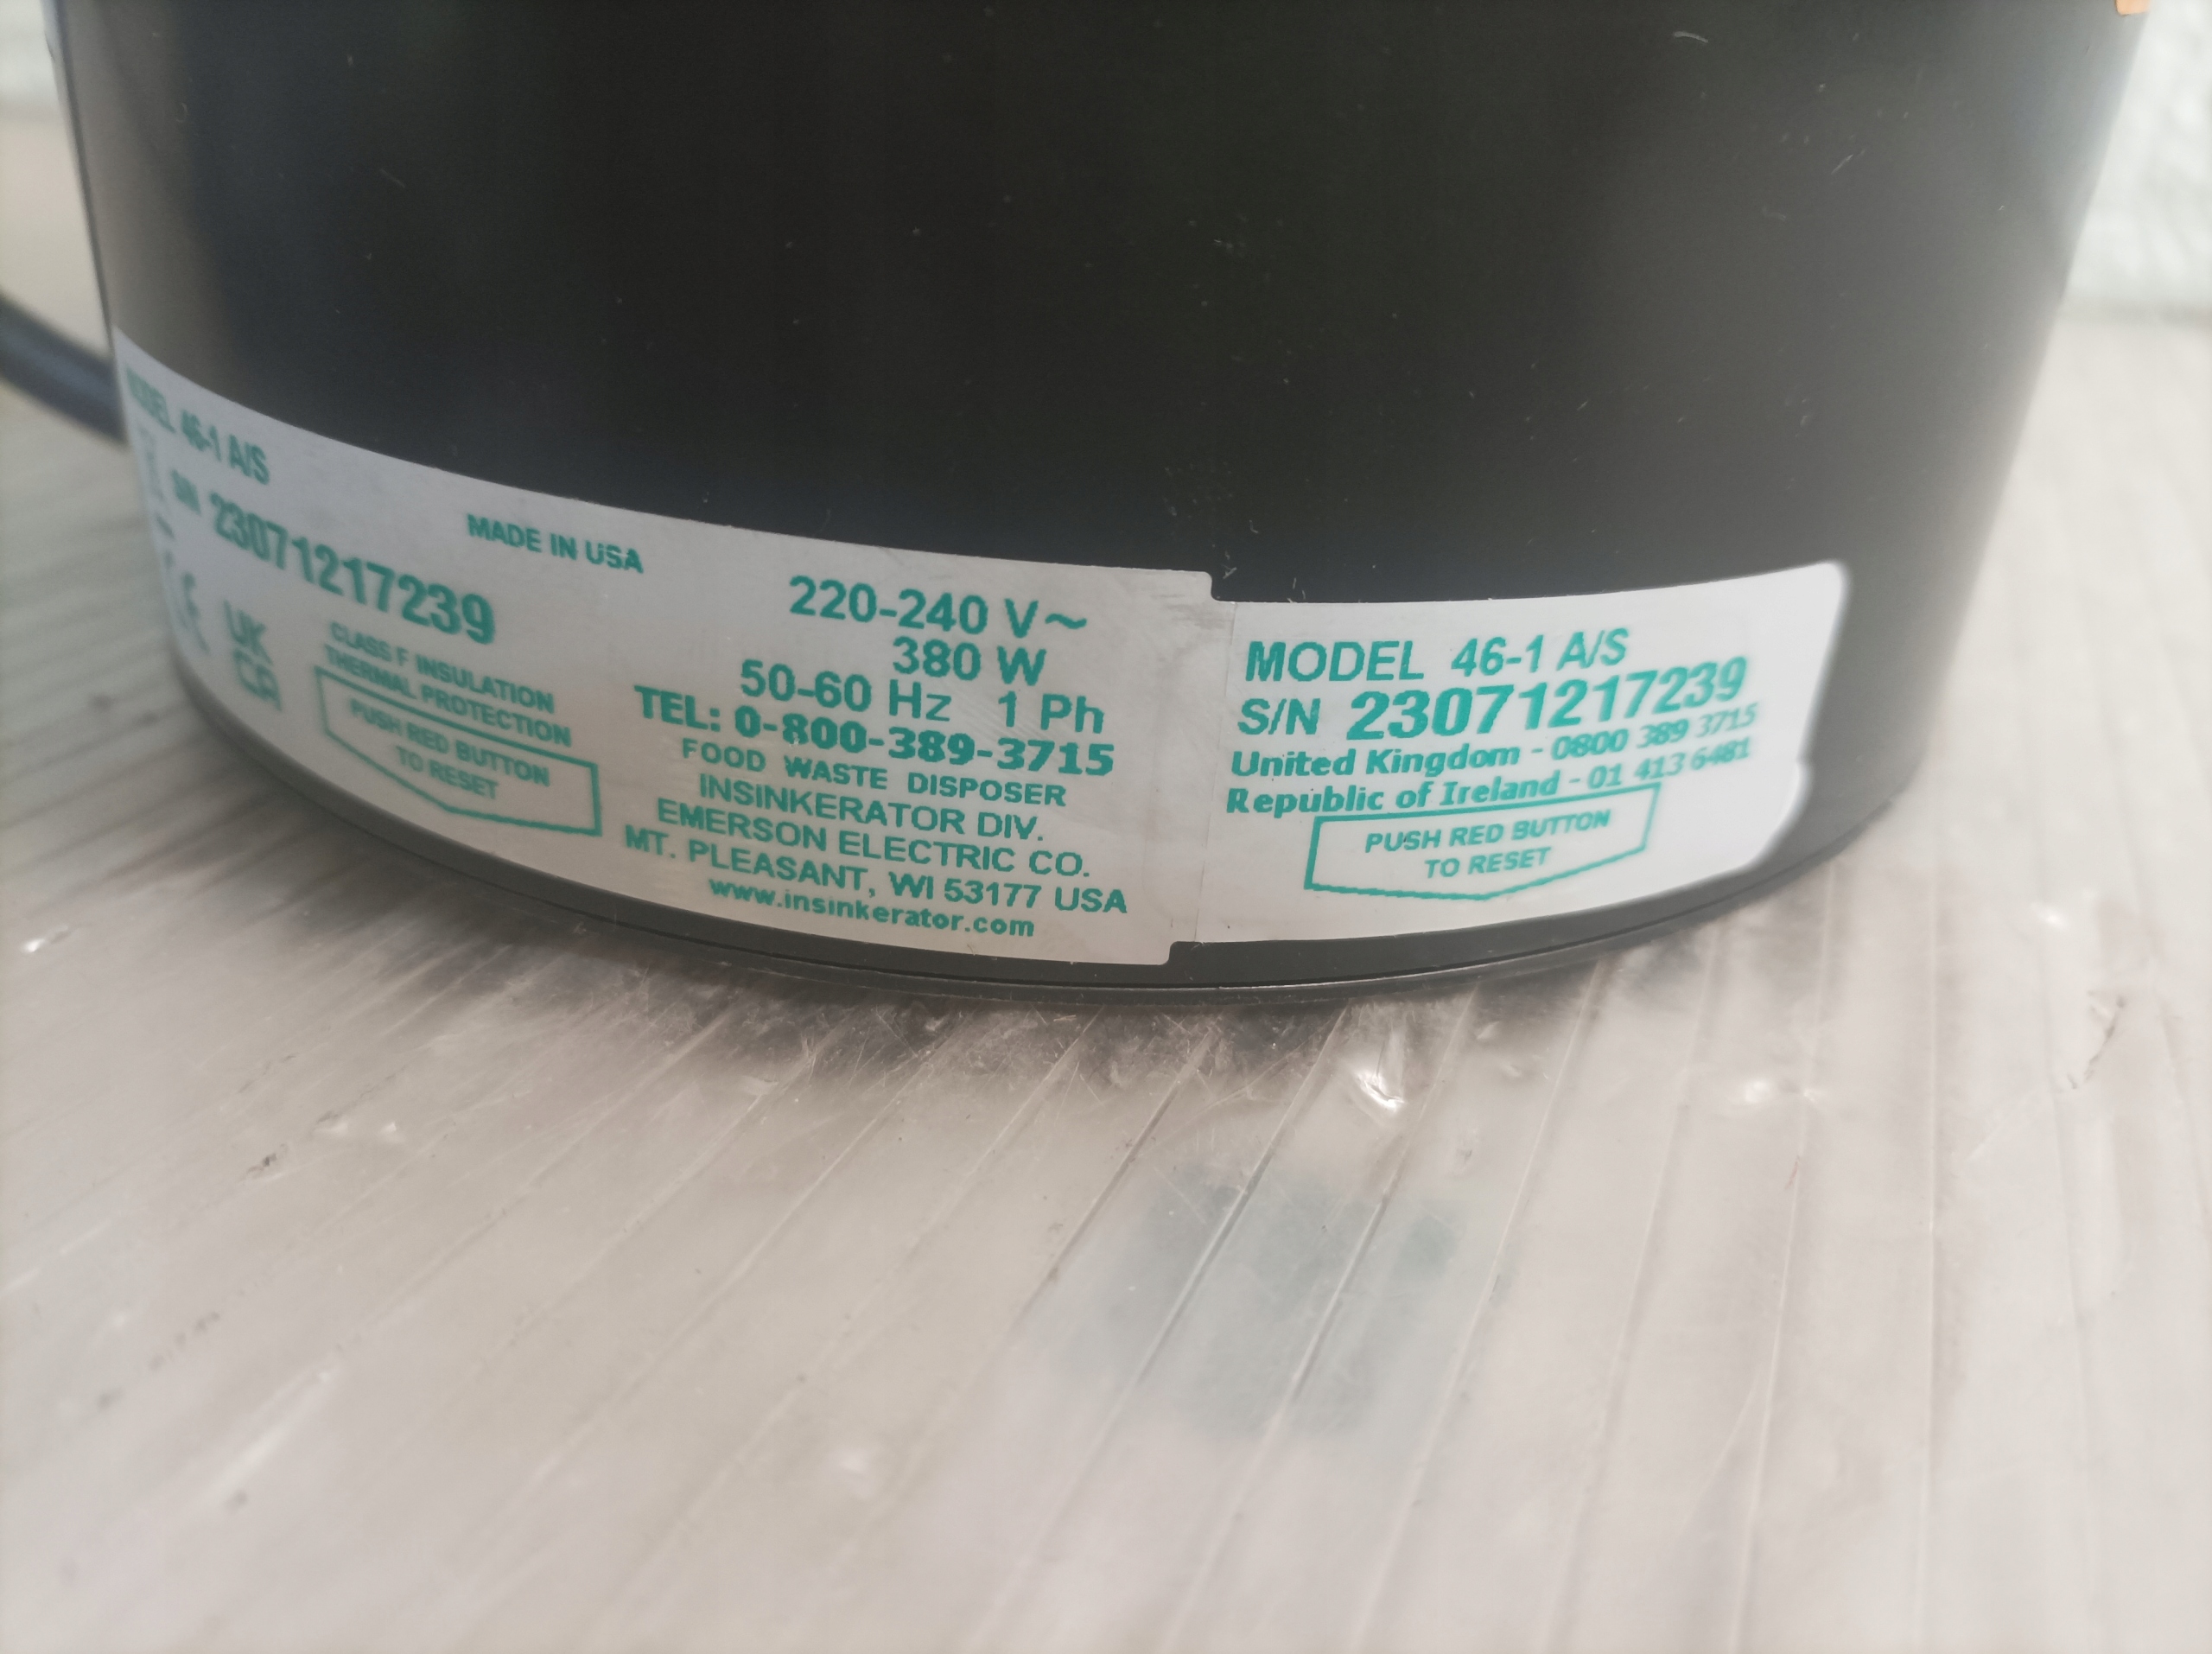 MODEL 46-1 A/S
S/N 23071217239
CE
UK
CA
MADE IN USA
CLASS F INSULATION
THERMAL PROTECTION
PUSH RED BUTTON
TO RESET
220-240 V~
380 W
50-60 Hz 1 Ph
TEL: 0-800-389-3715
FOOD WASTE DISPOSER
INSINKERATOR DIV.
EMERSON ELECTRIC CO.
MT. PLEASANT, WI 53177 USA
www.insinkerator.com
MODEL 46-1 A/S
S/N 23071217239
United Kingdom - 0800 389 3715
Republic of Ireland - 01 413 6481
PUSH RED BUTTON
TO RESET